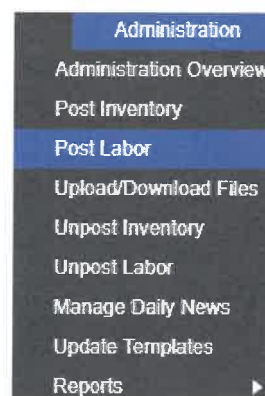 Administration
Administration Overview
Post Inventory
Post Labor
Upload/Download Files
Unpost Inventory
Unpost Labor
Manage Daily News
Update Templates
Reports